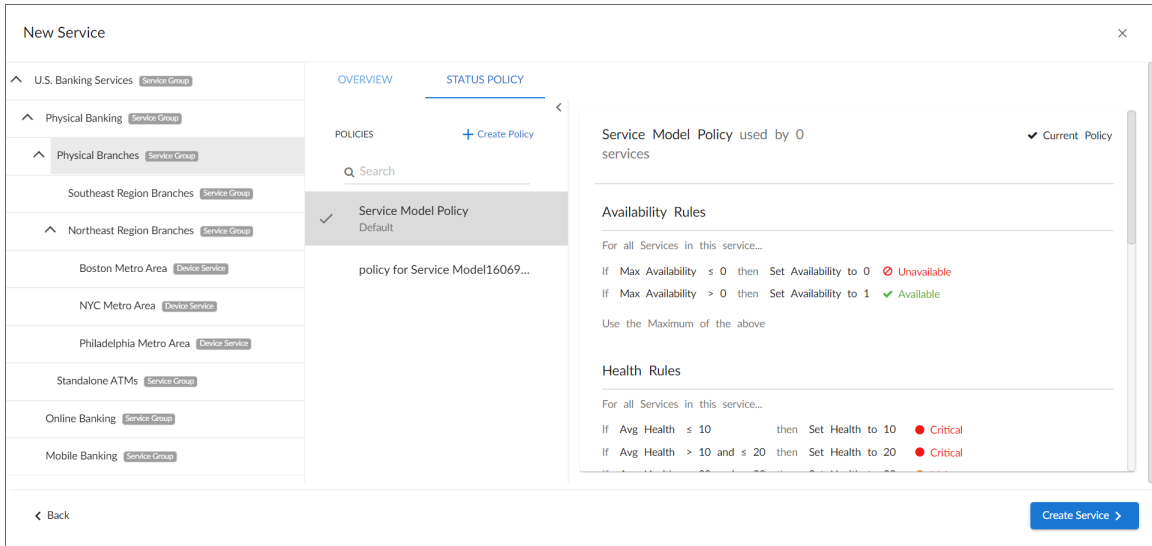 New Service
U.S. Banking Services Service Group
Physical Banking Service Group
Physical Branches Service Group
Southeast Region Branches Service Group
Northeast Region Branches Service Group
Boston Metro Area Device Service
NYC Metro Area Device Service
Philadelphia Metro Area Device Service
Standalone ATMs Service Group
Online Banking Service Group
Mobile Banking Service Group
OVERVIEW STATUS POLICY
POLICIES + Create Policy
Search
Service Model Policy
Default
policy for Service Model16069...
Service Model Policy used by 0
services
Current Policy
Availability Rules
For all Services in this service...
If Max Availability ≤ 0 then Set Availability to 0 Unavailable
If Max Availability > 0 then Set Availability to 1 Available
Use the Maximum of the above
Health Rules
For all Services in this service...
If Avg Health ≤ 10 then Set Health to 10 Critical
If Avg Health > 10 and ≤ 20 then Set Health to 20 Critical
Back
Create Service